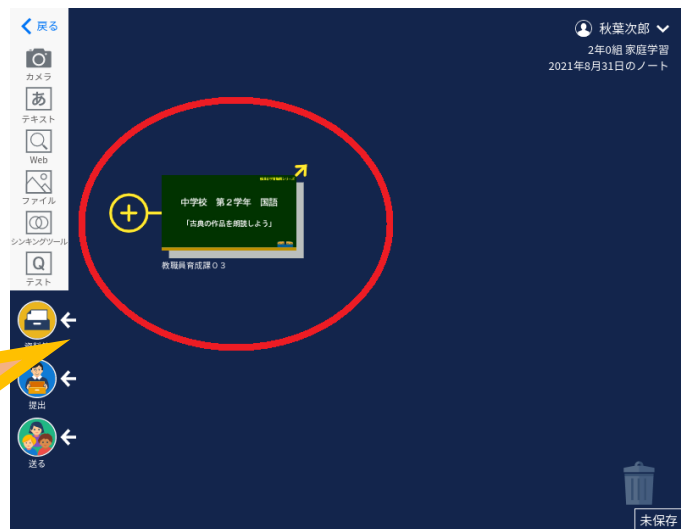 戻る
カメラ
あ
テキスト
Web
ファイル
シンキングツール
Q
テスト
提出
送る
秋葉次郎
2年0組 家庭学習
2021年8月31日のノート
中学校 第2学年 国語
「古典の作品を朗読しよう」
教職員育成課03
未保存